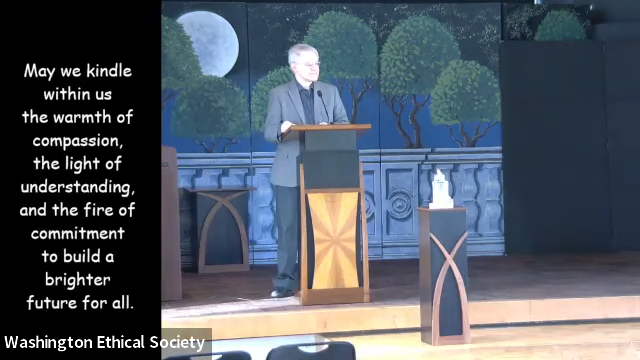 May we kindle
within us
the warmth of
compassion,
the light of
understanding,
and the fire of
commitment
to build a
brighter
future for all.
Washington Ethical Society